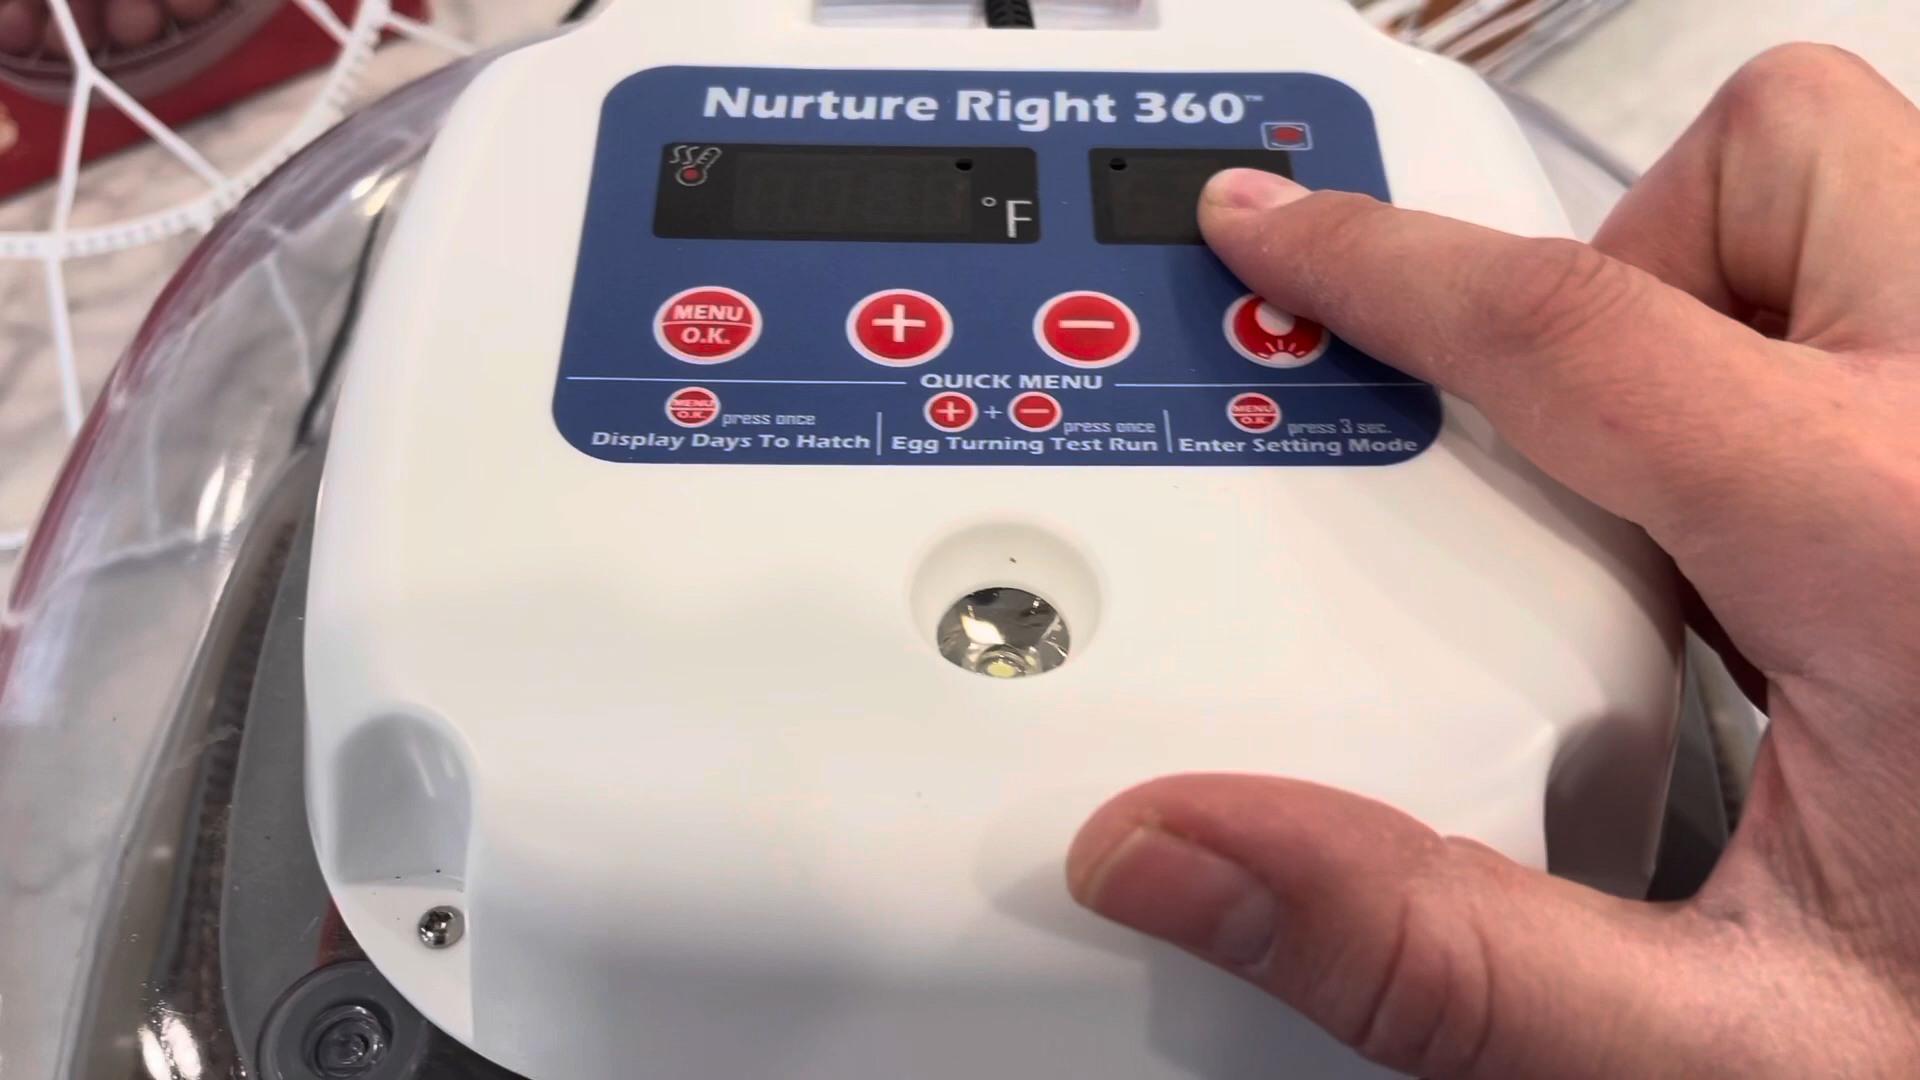 Nurture Right 360™
°F
MENU
O.K.
+
−
QUICK MENU
MENU
O.K.
press once
Display Days To Hatch
+ + −
press once
Egg Turning Test Run
MENU
O.K.
press 3 sec.
Enter Setting Mode